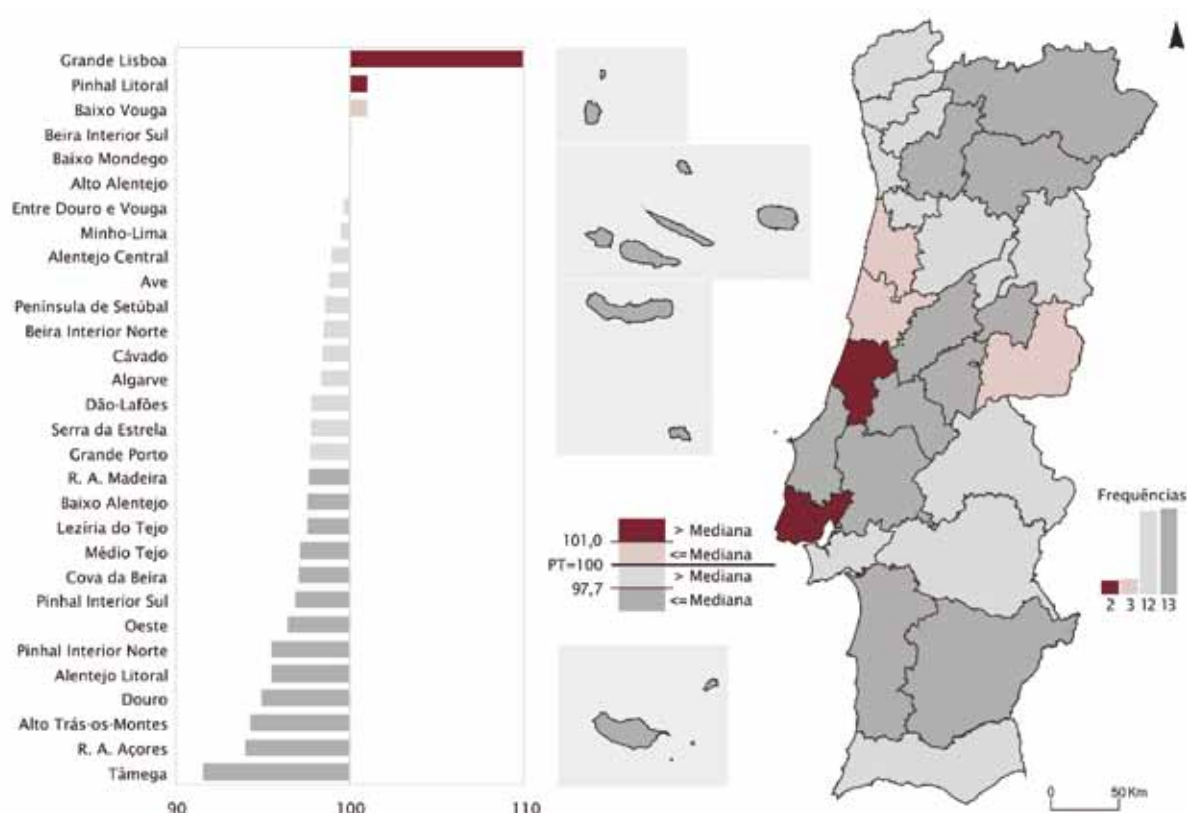 Grande Lisboa
Pinhal Litoral
Baixo Vouga
Beira Interior Sul
Baixo Mondego
Alto Alentejo
Entre Douro e Vouga
Minho-Lima
Alentejo Central
Ave
Península de Setúbal
Beira Interior Norte
Cávado
Algarve
Dão-Lafões
Serra da Estrela
Grande Porto
R. A. Madeira
Baixo Alentejo
Lezíria do Tejo
Médio Tejo
Cova da Beira
Pinhal Interior Sul
Oeste
Pinhal Interior Norte
Alentejo Litoral
Douro
Alto Trás-os-Montes
R. A. Açores
Tâmega
90 100 110
> Mediana
101,0
<=Mediana
PT=100
> Mediana
97,7
<=Mediana
Frequências
2 3 12 13
0 50 Km